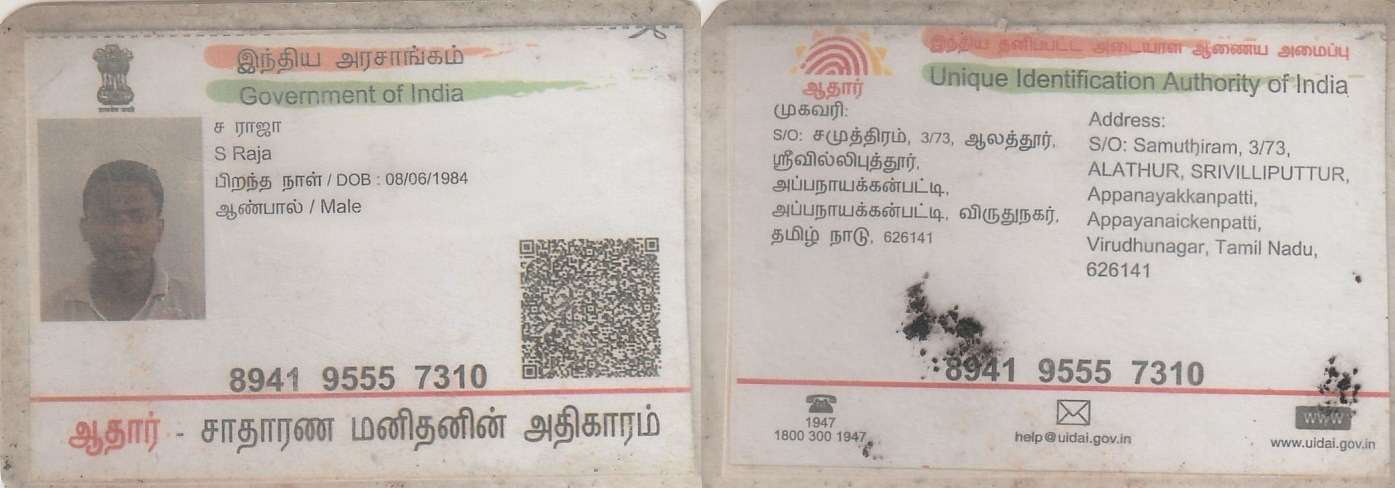 இந்திய அரசாங்கம்
Government of India
ச ராஜா
S Raja
பிறந்த நாள் / DOB : 08/06/1984
ஆண்பால் / Male
8941 9555 7310
ஆதார் - சாதாரண மனிதனின் அதிகாரம்
இந்திய தனிப்பட்ட அடையாள ஆணைய அமைப்பு
Unique Identification Authority of India
ஆதார்
முகவரி:
S/O: சமுத்திரம், 3/73, ஆலத்தூர்,
ஸ்ரீவில்லிபுத்தூர்,
அப்பநாயக்கன்பட்டி,
அப்பநாயக்கன்பட்டி, விருதுநகர்,
தமிழ் நாடு, 626141
Address:
S/O: Samuthiram, 3/73,
ALATHUR, SRIVILLIPUTTUR,
Appanayakkanpatti,
Appayanaickenpatti,
Virudhunagar, Tamil Nadu,
626141
8941 9555 7310
1947
1800 300 1947
help@uidai.gov.in
www
www.uidai.gov.in